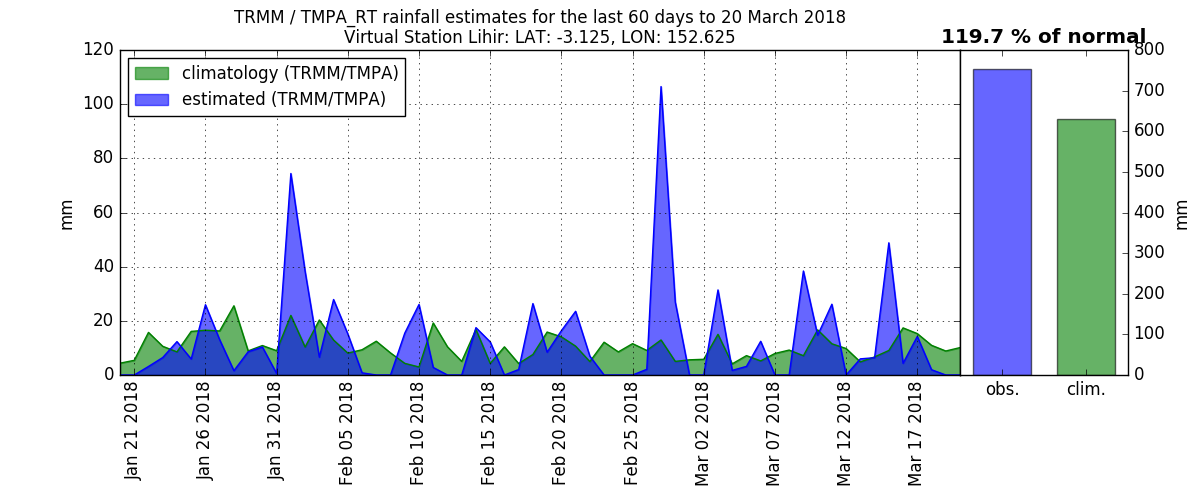 TRMM / TMPA_RT rainfall estimates for the last 60 days to 20 March 2018
Virtual Station Lihir: LAT: -3.125, LON: 152.625
119.7 % of normal
climatology (TRMM/TMPA)
estimated (TRMM/TMPA)
mm
120
100
80
60
40
20
0
Jan 21 2018
Jan 26 2018
Jan 31 2018
Feb 05 2018
Feb 10 2018
Feb 15 2018
Feb 20 2018
Feb 25 2018
Mar 02 2018
Mar 07 2018
Mar 12 2018
Mar 17 2018
obs.
clim.
800
700
600
500
400
300
200
100
0
mm